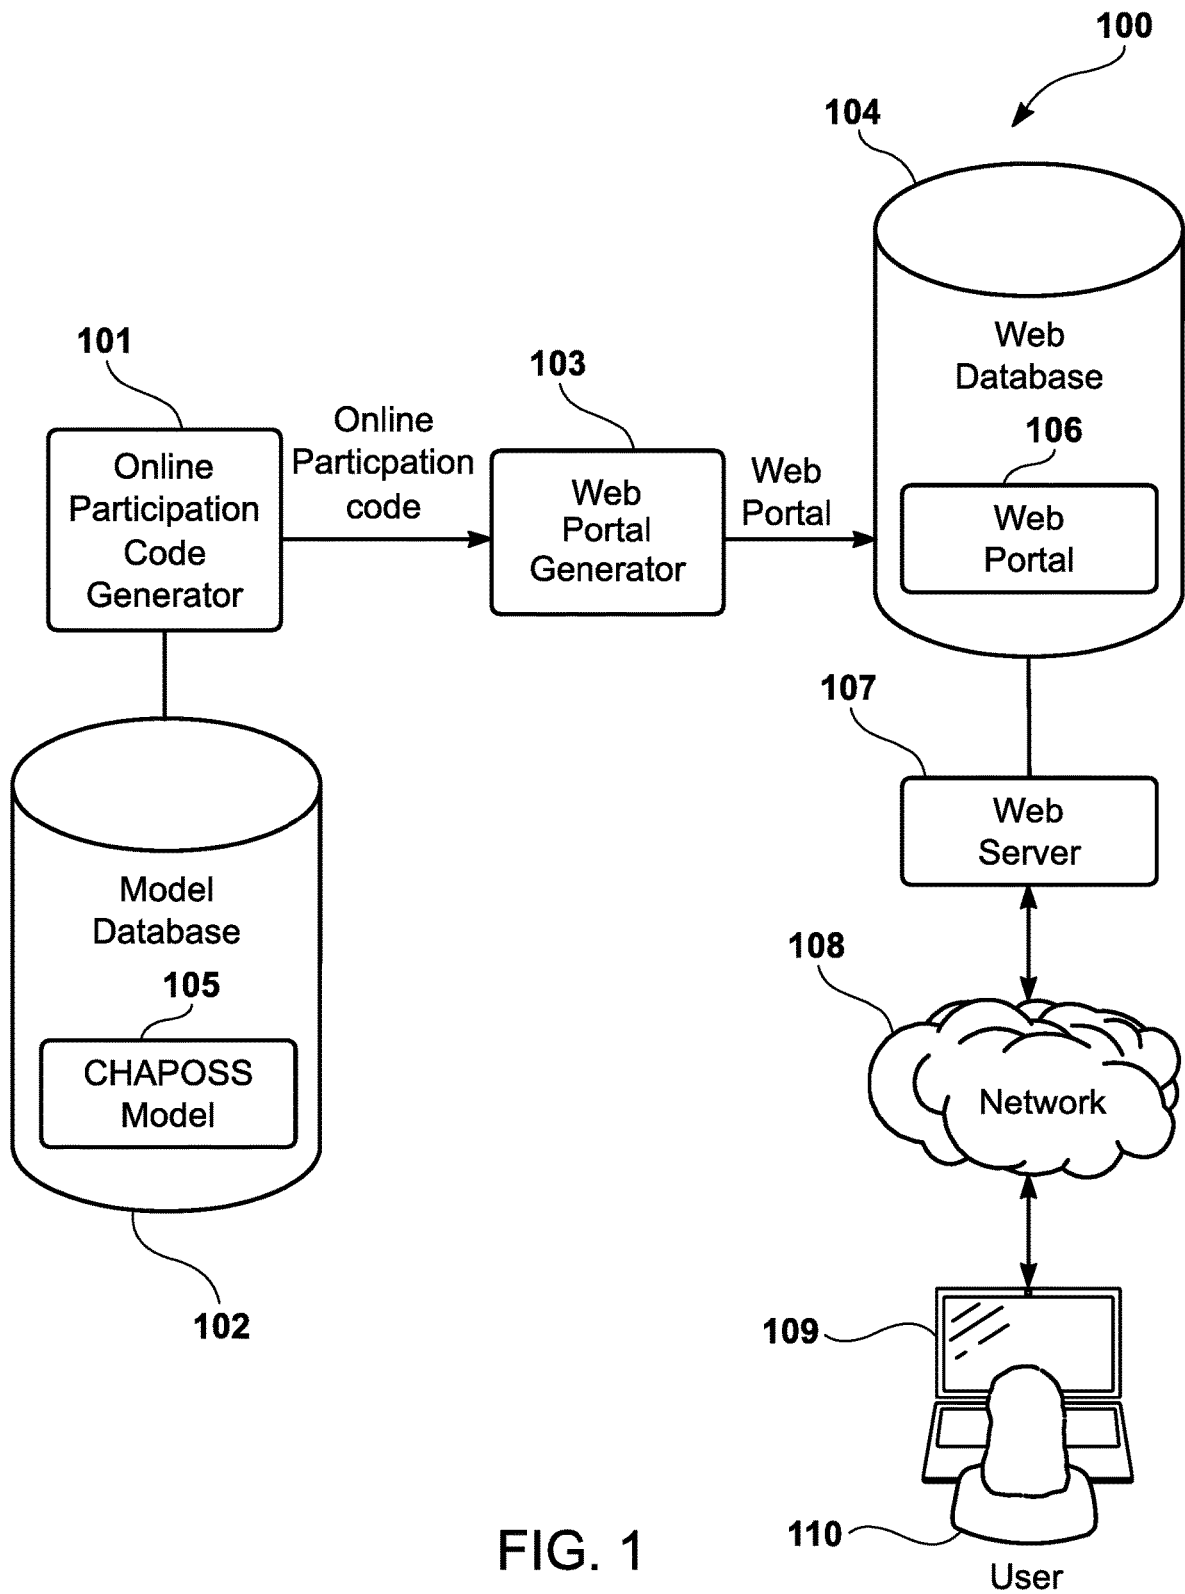 100
104
Web
Database
106
Web
Portal
101
Online
Participation
Code
Generator
Online
Particpation
code
103
Web
Portal
Generator
Web
Portal
107
Web
Server
Model
Database
105
CHAPOSS
Model
102
108
Network
109
110
User
FIG. 1